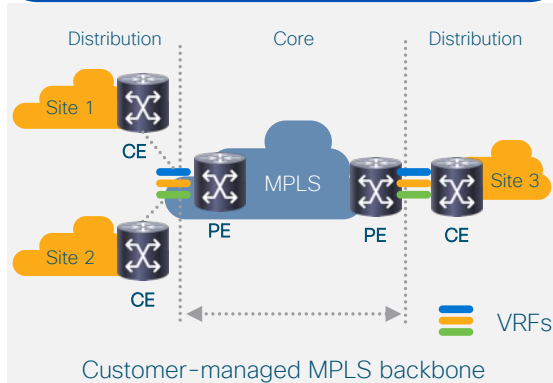 Distribution
Core
Distribution
Site 1
CE
MPLS
Site 3
PE
PE
CE
Site 2
CE
VRFs
Customer-managed MPLS backbone